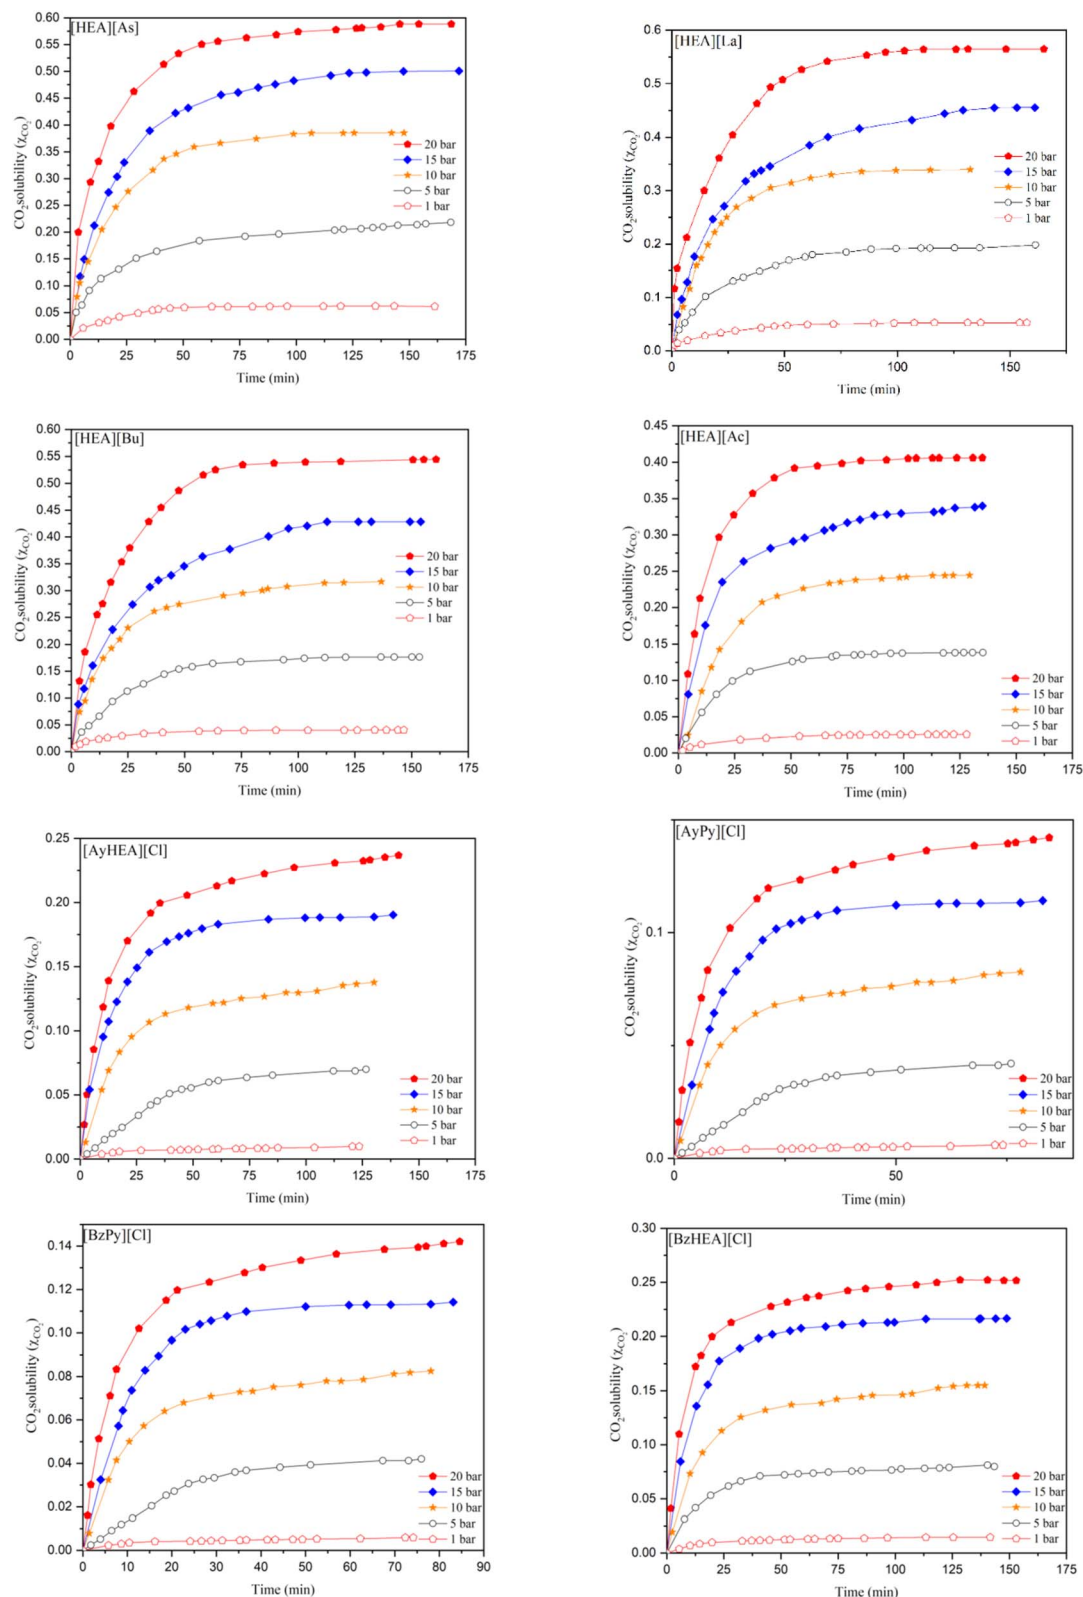 [HEA][As]
0.60
0.55
0.50
0.45
0.40
0.35
0.30
0.25
0.20
0.15
0.10
0.05
0.00
CO2solubility (χCO2)
20 bar
15 bar
10 bar
5 bar
1 bar
0 25 50 75 100 125 150 175
Time (min)
[HEA][La]
0.6
0.5
0.4
0.3
0.2
0.1
0.0
CO2solubility (χCO2)
20 bar
15 bar
10 bar
5 bar
1 bar
0 50 100 150
Time (min)
[HEA][Bu]
0.60
0.55
0.50
0.45
0.40
0.35
0.30
0.25
0.20
0.15
0.10
0.05
0.00
CO2solubility (χCO2)
20 bar
15 bar
10 bar
5 bar
1 bar
0 25 50 75 100 125 150 175
Time (min)
[HEA][Ac]
0.45
0.40
0.35
0.30
0.25
0.20
0.15
0.10
0.05
0.00
CO2solubility (χCO2)
20 bar
15 bar
10 bar
5 bar
1 bar
0 25 50 75 100 125 150 175
Time (min)
[AyHEA][Cl]
0.25
0.20
0.15
0.10
0.05
0.00
CO2solubility (χCO2)
20 bar
15 bar
10 bar
5 bar
1 bar
0 25 50 75 100 125 150 175
Time (min)
[AyPy][Cl]
0.1
0.0
CO2solubility (χCO2)
20 bar
15 bar
10 bar
5 bar
1 bar
0 50
Time (min)
[BzPy][Cl]
0.14
0.12
0.10
0.08
0.06
0.04
0.02
0.00
CO2solubility (χCO2)
20 bar
15 bar
10 bar
5 bar
1 bar
0 10 20 30 40 50 60 70 80 90
Time (min)
[BzHEA][Cl]
0.30
0.25
0.20
0.15
0.10
0.05
0.00
CO2solubility (χCO2)
20 bar
15 bar
10 bar
5 bar
1 bar
0 25 50 75 100 125 150 175
Time (min)